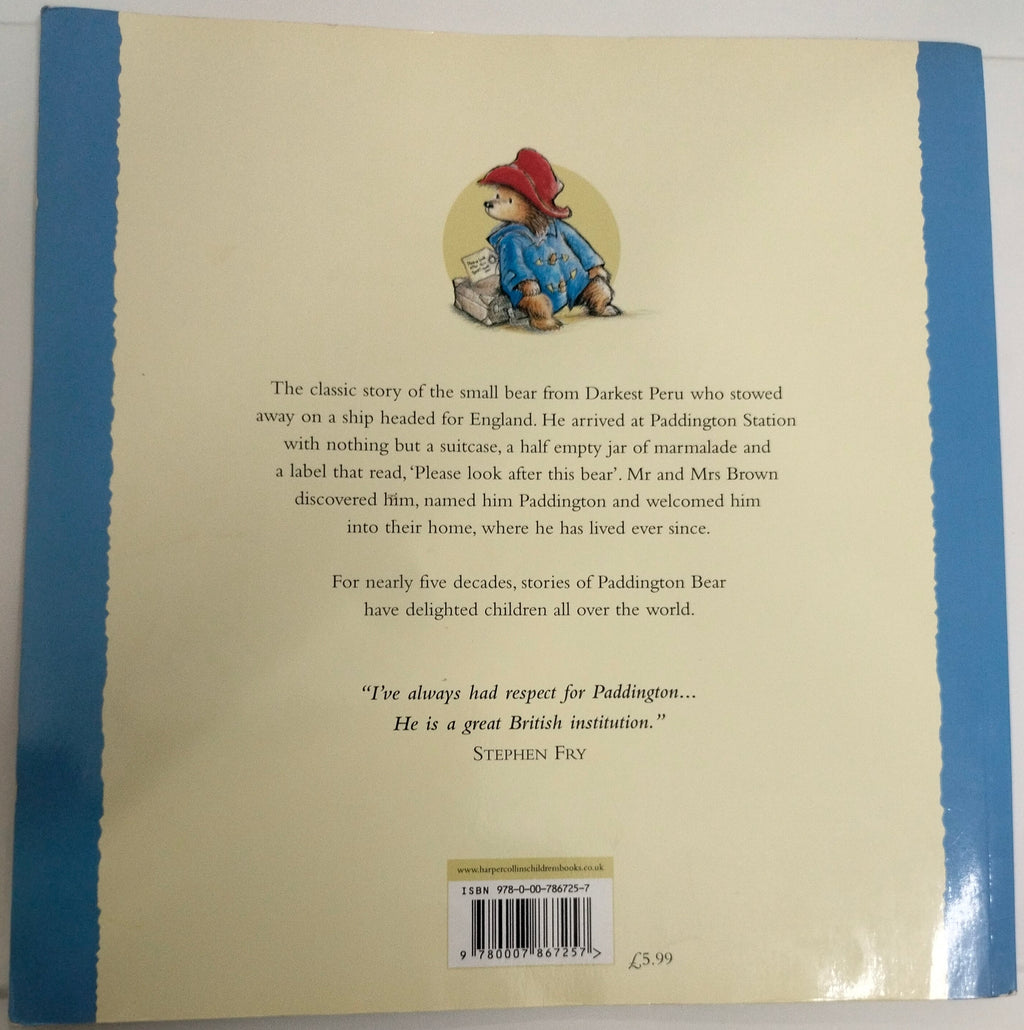 The classic story of the small bear from Darkest Peru who stowed
away on a ship headed for England. He arrived at Paddington Station
with nothing but a suitcase, a half empty jar of marmalade and
a label that read, ‘Please look after this bear’. Mr and Mrs Brown
discovered him, named him Paddington and welcomed him
into their home, where he has lived ever since.
For nearly five decades, stories of Paddington Bear
have delighted children all over the world.
“I’ve always had respect for Paddington…
He is a great British institution.”
STEPHEN FRY
www.harpercollinschildrensbooks.co.uk
ISBN 978-0-00-786725-7
9 780007 867257 >
£5.99